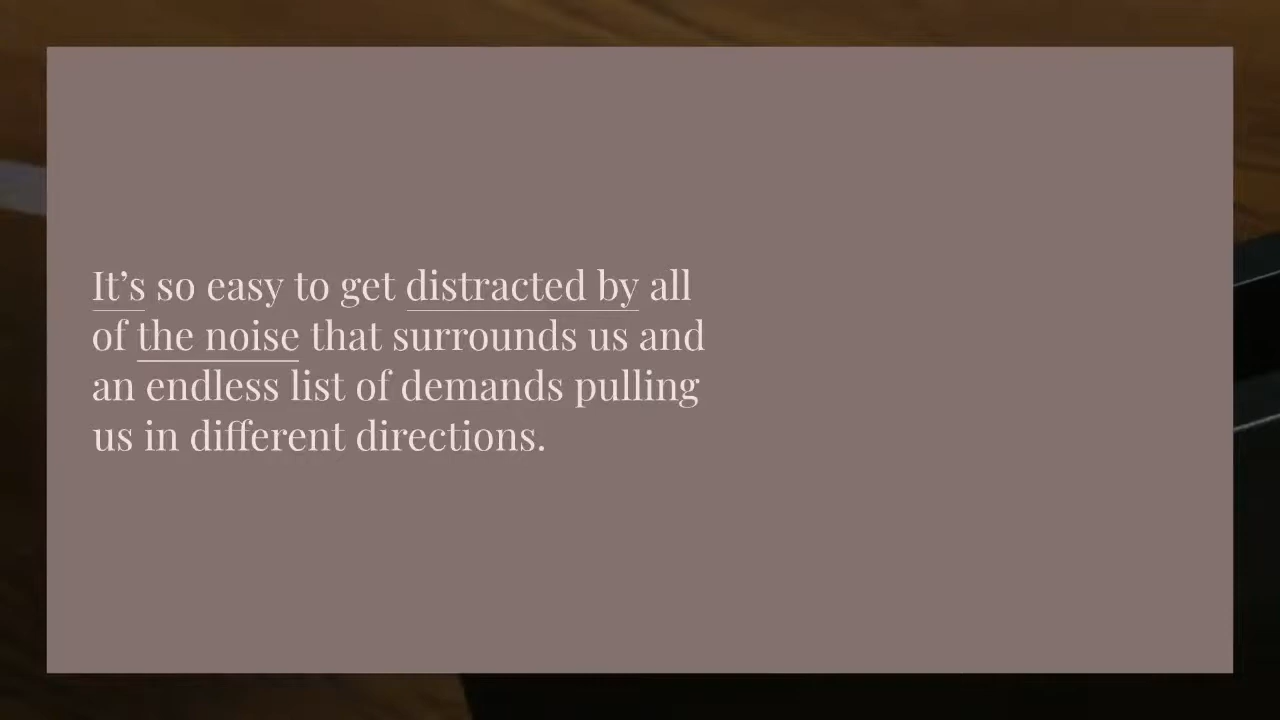 It’s so easy to get distracted by all
of the noise that surrounds us and
an endless list of demands pulling
us in different directions.